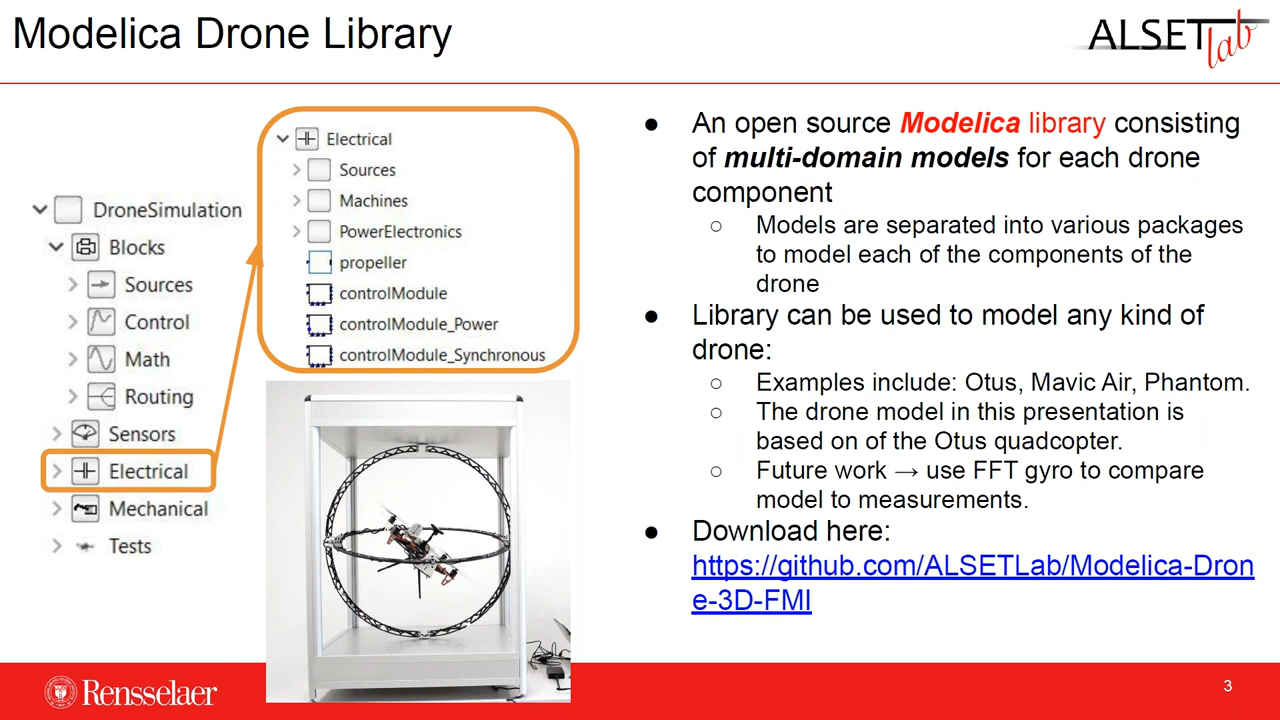 Modelica Drone Library
ALSET lab
DroneSimulation
Blocks
Sources
Control
Math
Routing
Sensors
Electrical
Mechanical
Tests
Electrical
Sources
Machines
PowerElectronics
propeller
controlModule
controlModule_Power
controlModule_Synchronous
● An open source Modelica library consisting
of multi-domain models for each drone
component
○ Models are separated into various packages
to model each of the components of the
drone
● Library can be used to model any kind of
drone:
○ Examples include: Otus, Mavic Air, Phantom.
○ The drone model in this presentation is
based on of the Otus quadcopter.
○ Future work → use FFT gyro to compare
model to measurements.
● Download here:
https://github.com/ALSETLab/Modelica-Dron
e-3D-FMI
Rensselaer
3